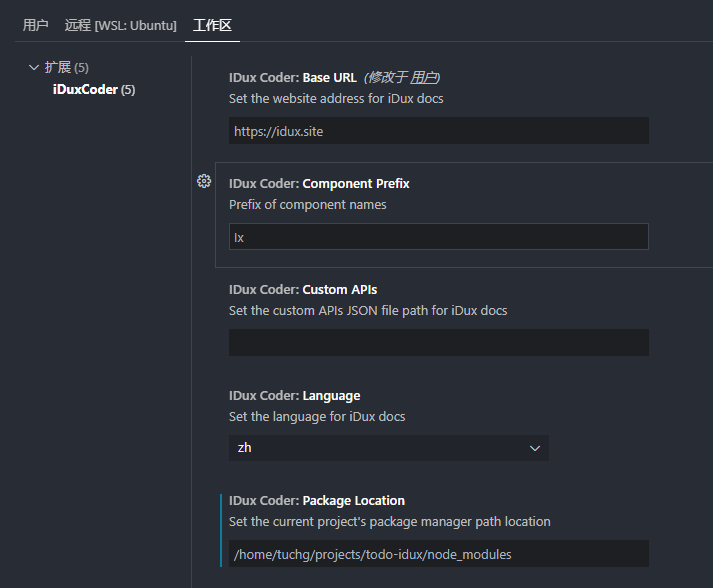 用户 远程 [WSL: Ubuntu] 工作区
扩展 (5)
iDuxCoder (5)
IDux Coder: Base URL (修改于 用户)
Set the website address for iDux docs
https://idux.site
IDux Coder: Component Prefix
Prefix of component names
Ix
IDux Coder: Custom APIs
Set the custom APIs JSON file path for iDux docs
IDux Coder: Language
Set the language for iDux docs
zh
IDux Coder: Package Location
Set the current project's package manager path location
/home/tuchg/projects/todo-idux/node_modules